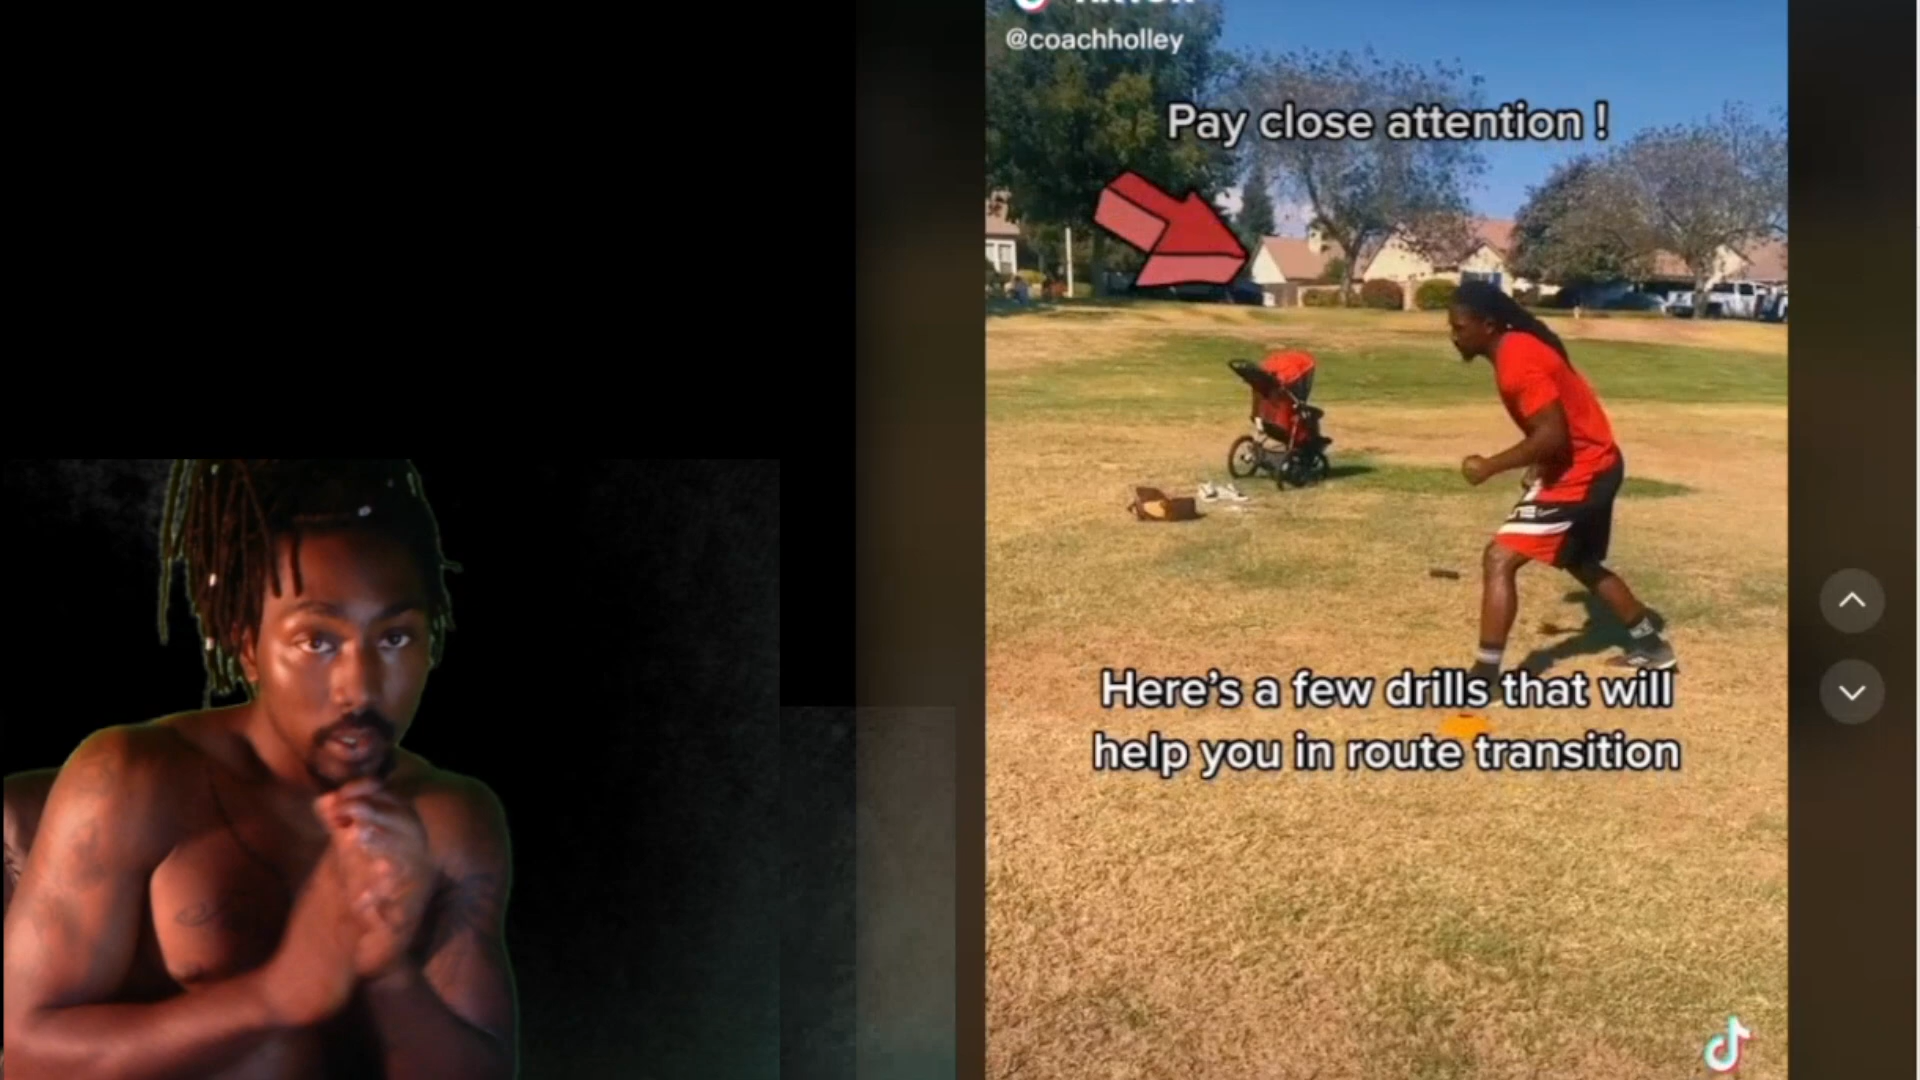 @coachholley
Pay close attention !
Here's a few drills that will
help you in route transition